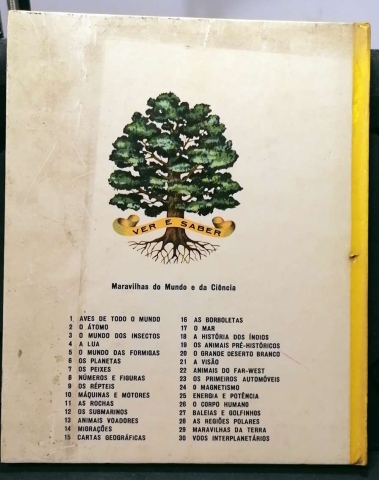 VER E SABER
Maravilhas do Mundo e da Ciência
1 AVES DE TODO O MUNDO
2 O ÁTOMO
3 O MUNDO DOS INSECTOS
4 A LUA
5 O MUNDO DAS FORMIGAS
6 OS PLANETAS
7 OS PEIXES
8 NÚMEROS E FIGURAS
9 OS RÉPTEIS
10 MÁQUINAS E MOTORES
11 AS ROCHAS
12 OS SUBMARINOS
13 ANIMAIS VOADORES
14 MIGRAÇÕES
15 CARTAS GEOGRÁFICAS
16 AS BORBOLETAS
17 O MAR
18 A HISTÓRIA DOS ÍNDIOS
19 OS ANIMAIS PRÉ-HISTÓRICOS
20 O GRANDE DESERTO BRANCO
21 A VISÃO
22 ANIMAIS DO FAR-WEST
23 OS PRIMEIROS AUTOMÓVEIS
24 O MAGNETISMO
25 ENERGIA E POTÊNCIA
26 O CORPO HUMANO
27 BALEIAS E GOLFINHOS
28 AS REGIÕES POLARES
29 MARAVILHAS DA TERRA
30 VOOS INTERPLANETÁRIOS